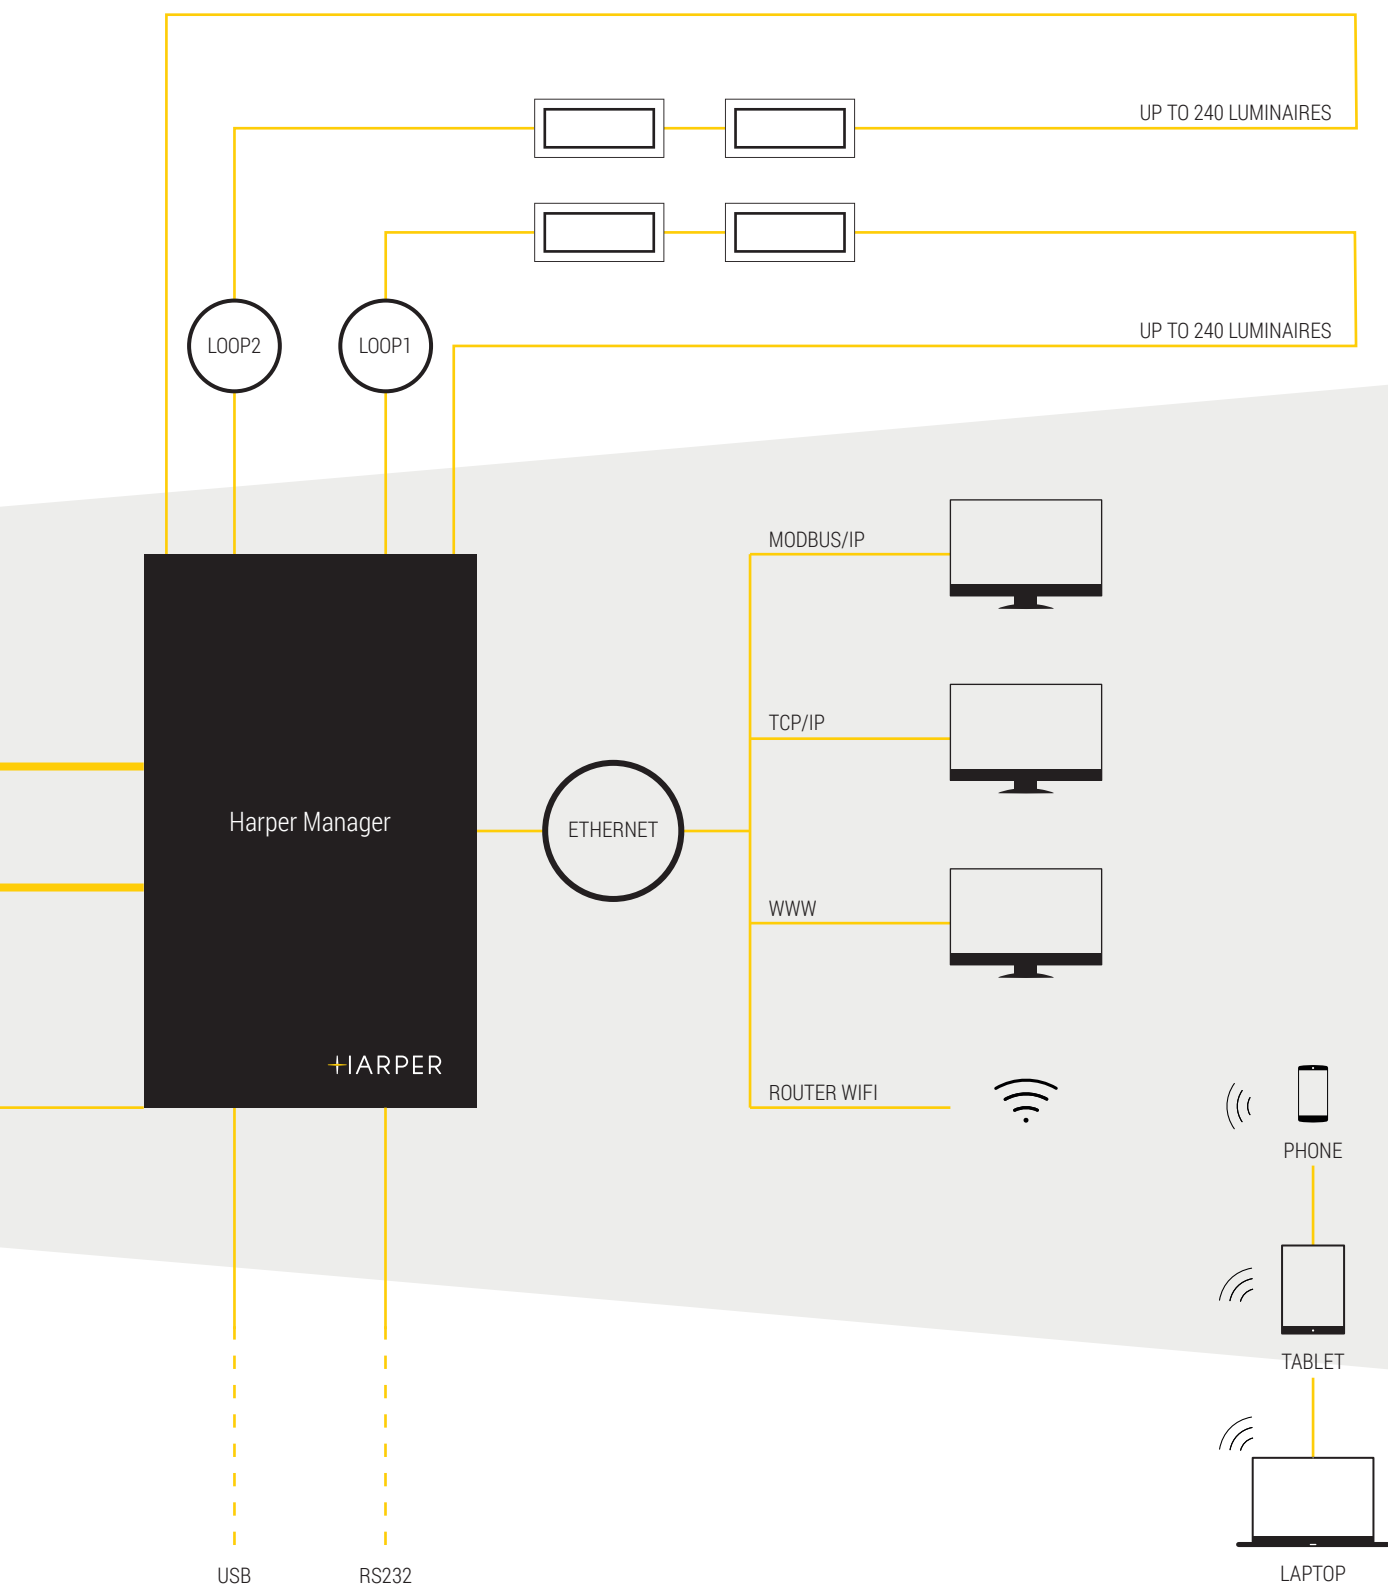 UP TO 240 LUMINAIRES
UP TO 240 LUMINAIRES
LOOP2
LOOP1
MODBUS/IP
TCP/IP
Harper Manager
ETHERNET
WWW
HARPER
ROUTER WIFI
PHONE
TABLET
USB
RS232
LAPTOP